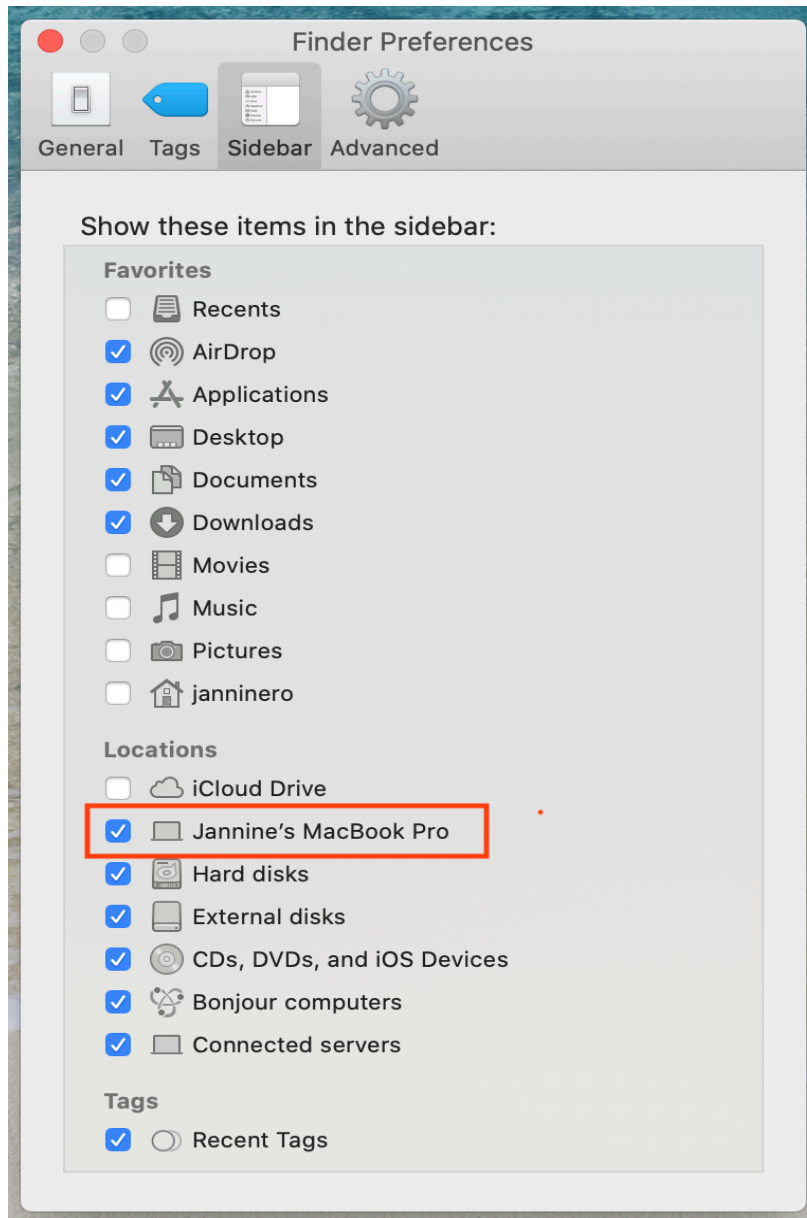 Finder Preferences
General Tags Sidebar Advanced
Show these items in the sidebar:
Favorites
Recents
AirDrop
Applications
Desktop
Documents
Downloads
Movies
Music
Pictures
janninero
Locations
iCloud Drive
Jannine’s MacBook Pro
Hard disks
External disks
CDs, DVDs, and iOS Devices
Bonjour computers
Connected servers
Tags
Recent Tags